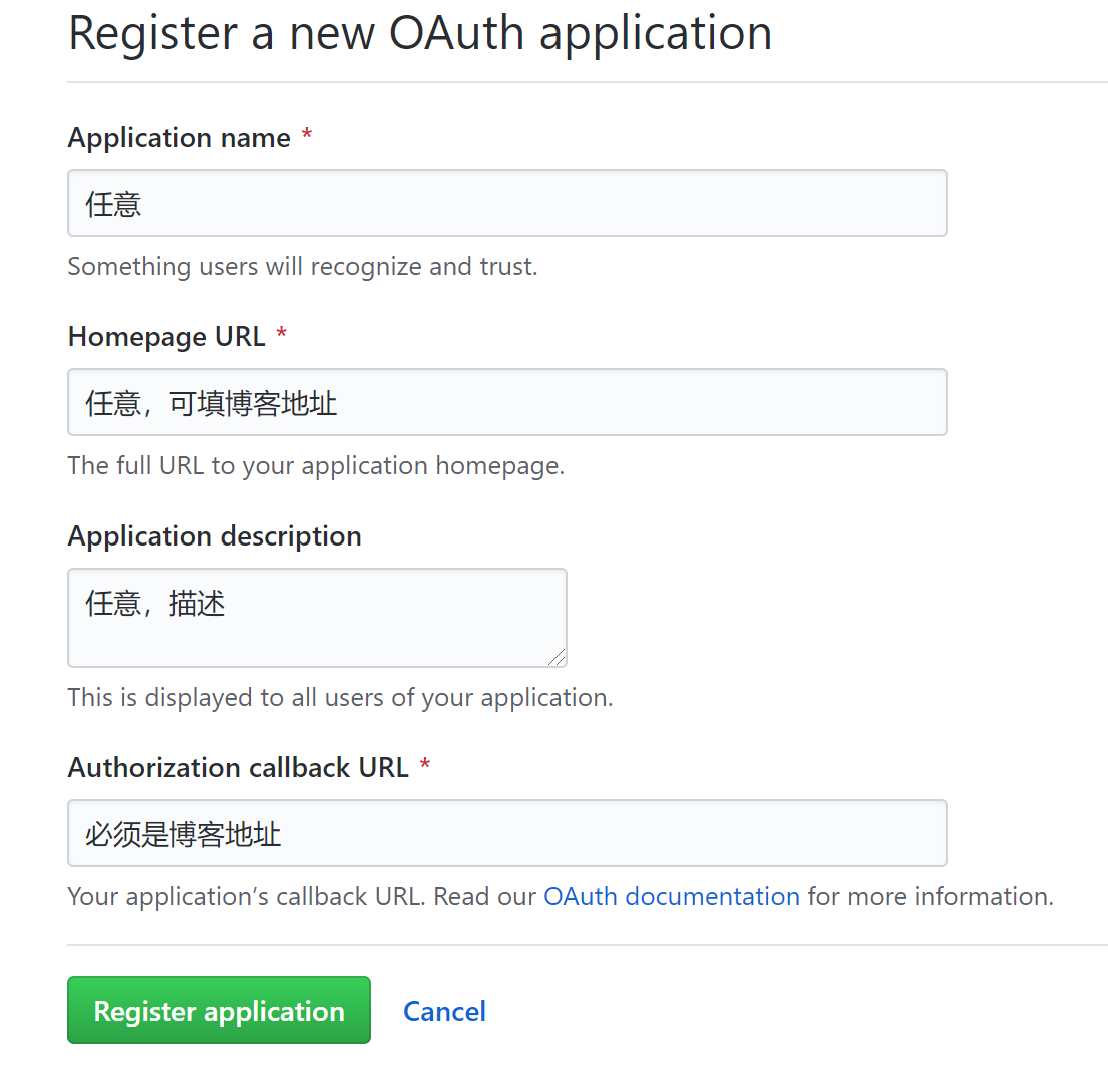 Register a new OAuth application
Application name *
任意
Something users will recognize and trust.
Homepage URL *
任意，可填博客地址
The full URL to your application homepage.
Application description
任意，描述
This is displayed to all users of your application.
Authorization callback URL *
必须是博客地址
Your application’s callback URL. Read our OAuth documentation for more information.
Register application Cancel